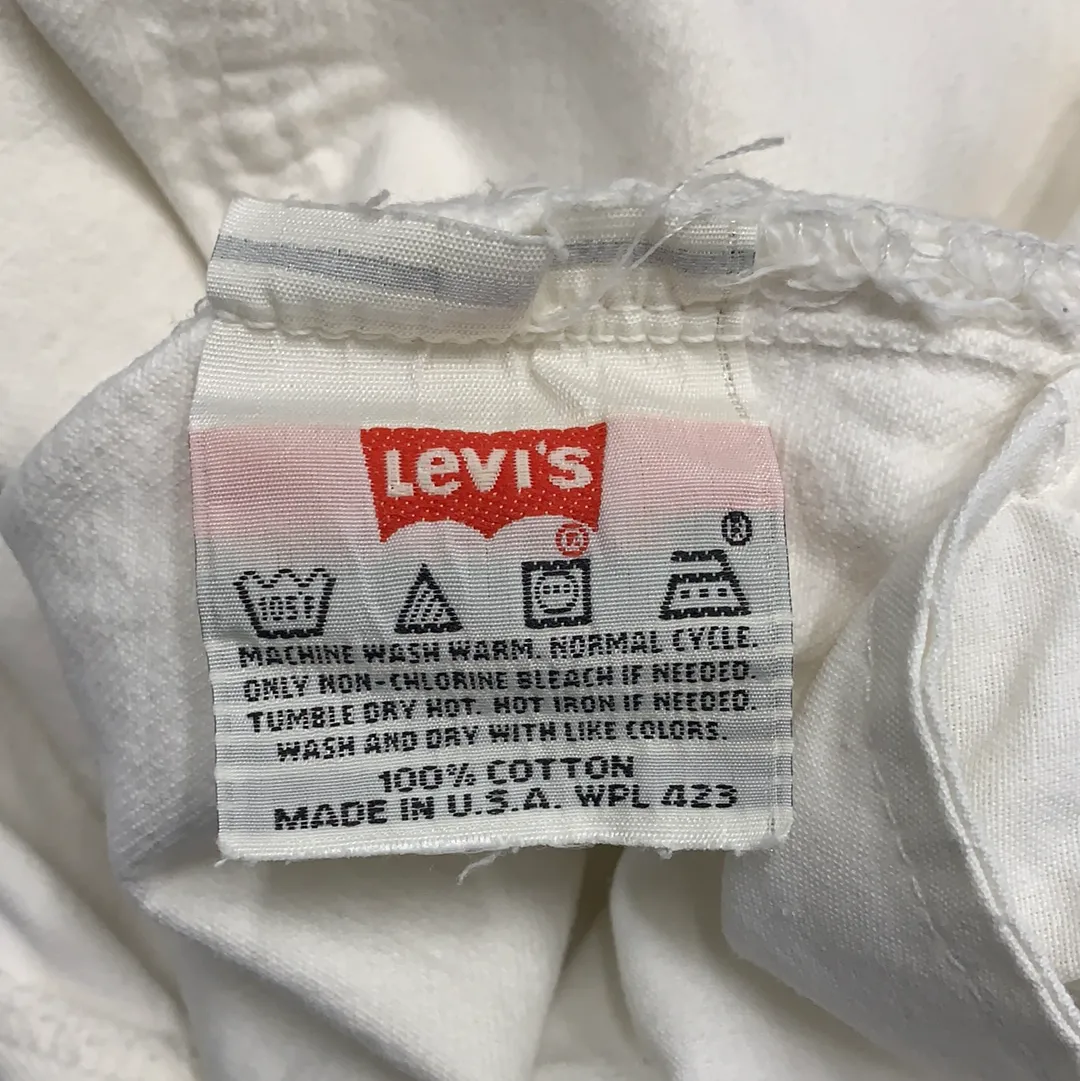 LEVI'S
®
®
105F
MACHINE WASH WARM. NORMAL CYCLE.
ONLY NON-CHLORINE BLEACH IF NEEDED.
TUMBLE DRY HOT. HOT IRON IF NEEDED.
WASH AND DRY WITH LIKE COLORS.
100% COTTON
MADE IN U.S.A. WPL 423